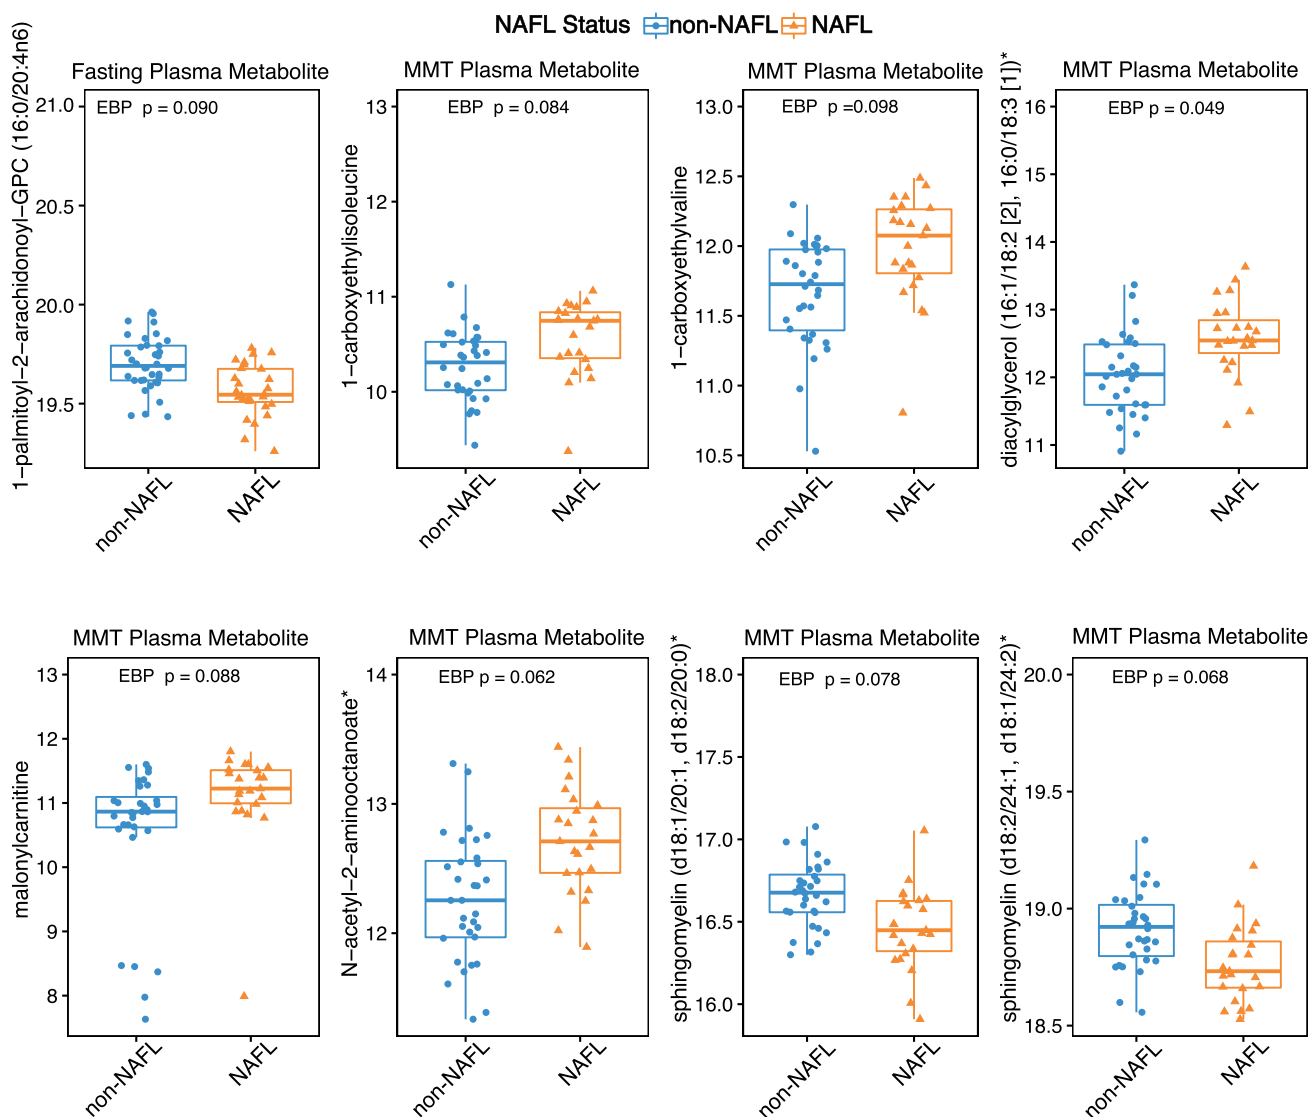 NAFL Status non-NAFL NAFL
Fasting Plasma Metabolite
1−palmitoyl−2−arachidonoyl−GPC (16:0/20:4n6)
EBP p = 0.090
21.0
20.5
20.0
19.5
non-NAFL
NAFL
MMT Plasma Metabolite
1−carboxyethylisoleucine
EBP p = 0.084
13
12
11
10
non-NAFL
NAFL
MMT Plasma Metabolite
1−carboxyethylvaline
EBP p =0.098
13.0
12.5
12.0
11.5
11.0
10.5
non-NAFL
NAFL
MMT Plasma Metabolite
diacylglycerol (16:1/18:2 [2], 16:0/18:3 [1])*
EBP p = 0.049
16
15
14
13
12
11
non-NAFL
NAFL
MMT Plasma Metabolite
malonylcarnitine
EBP p = 0.088
13
12
11
10
9
8
non-NAFL
NAFL
MMT Plasma Metabolite
N−acetyl−2−aminooctanoate*
EBP p = 0.062
14
13
12
non-NAFL
NAFL
MMT Plasma Metabolite
sphingomyelin (d18:1/20:1, d18:2/20:0)*
EBP p = 0.078
18.0
17.5
17.0
16.5
16.0
non-NAFL
NAFL
MMT Plasma Metabolite
sphingomyelin (d18:2/24:1, d18:1/24:2)*
EBP p = 0.068
20.0
19.5
19.0
18.5
non-NAFL
NAFL